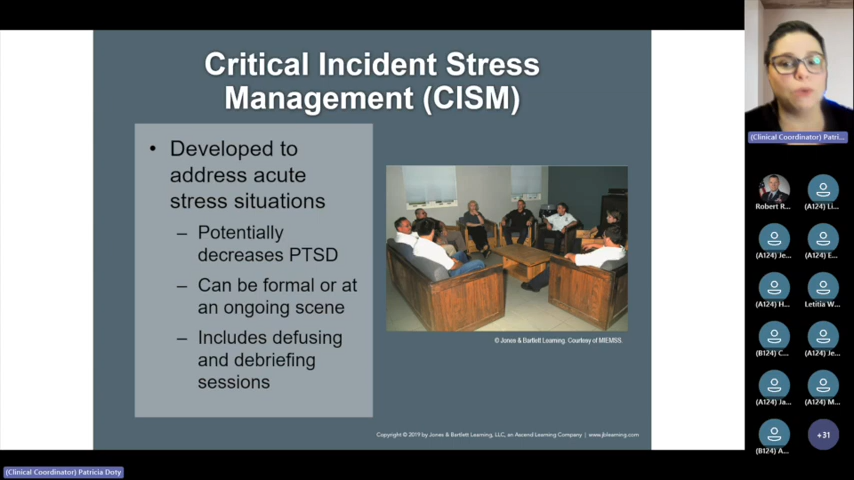 Critical Incident Stress
Management (CISM)
• Developed to
address acute
stress situations
– Potentially
decreases PTSD
– Can be formal or at
an ongoing scene
– Includes defusing
and debriefing
sessions
© Jones & Bartlett Learning. Courtesy of MIEMSS.
Copyright © 2019 by Jones & Bartlett Learning, LLC, an Ascend Learning Company | www.jblearning.com
(Clinical Coordinator) Patri...
Robert R...
(A124) Li...
(A124) Je...
(A124) E...
(A124) H...
Letitia W...
(B124) C...
(A124) Je...
(A124) Ja...
(A124) M...
(B124) A...
+31
(Clinical Coordinator) Patricia Doty